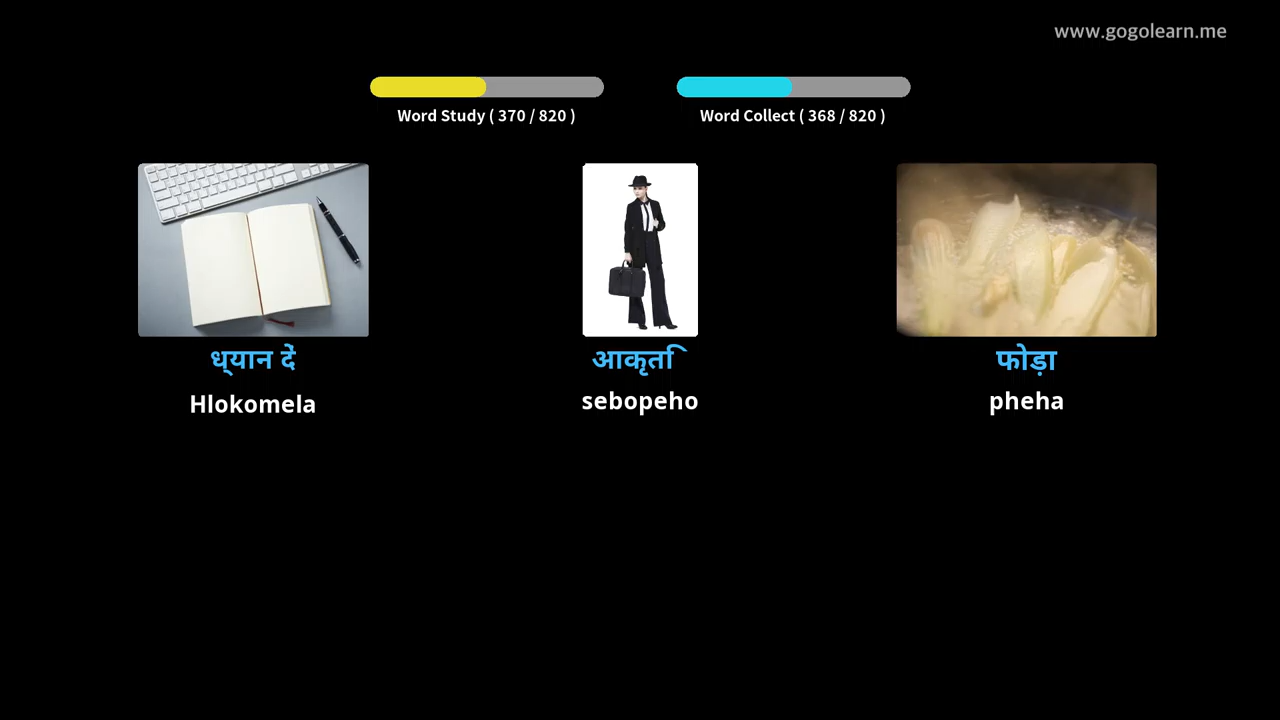 www.gogolearn.me
Word Study ( 370 / 820 )
Word Collect ( 368 / 820 )
ध्यान दें
आकृति
फोड़ा
Hlokomela
sebopeho
pheha